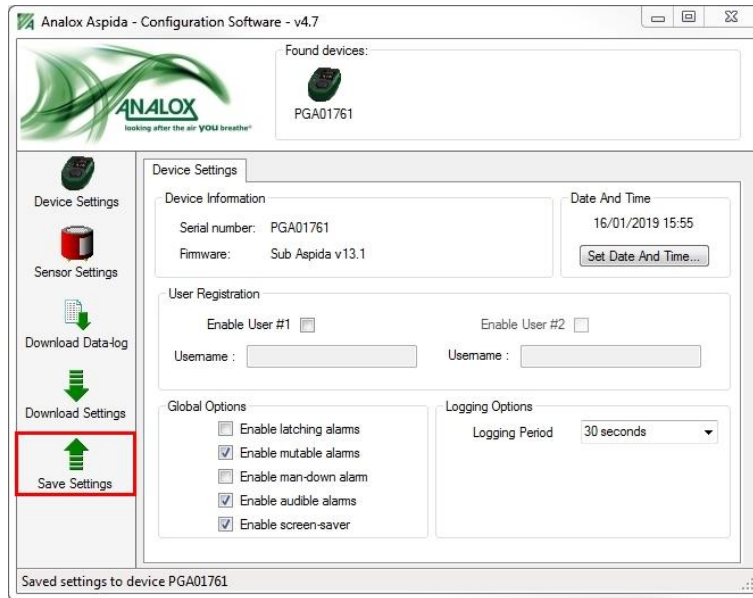 Analox Aspida - Configuration Software - v4.7
ANALOX
looking after the air YOU breathe®
Found devices:
PGA01761
Device Settings
Sensor Settings
Download Data-log
Download Settings
Save Settings
Device Settings
Device Information
Serial number: PGA01761
Firmware: Sub Aspida v13.1
Date And Time
16/01/2019 15:55
Set Date And Time...
User Registration
Enable User #1
Enable User #2
Username :
Username :
Global Options
Enable latching alarms
Enable mutable alarms
Enable man-down alarm
Enable audible alarms
Enable screen-saver
Logging Options
Logging Period 30 seconds
Saved settings to device PGA01761